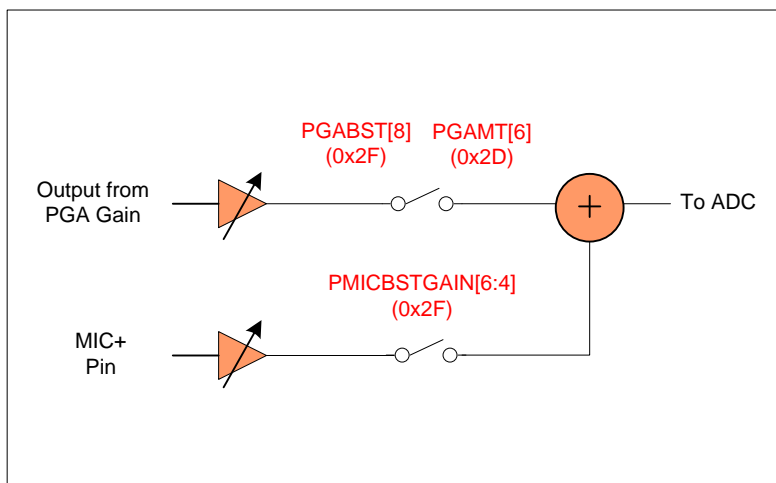 PGABST[8]
(0x2F)
PGAMT[6]
(0x2D)
Output from
PGA Gain
+
To ADC
PMICBSTGAIN[6:4]
(0x2F)
MIC+
Pin